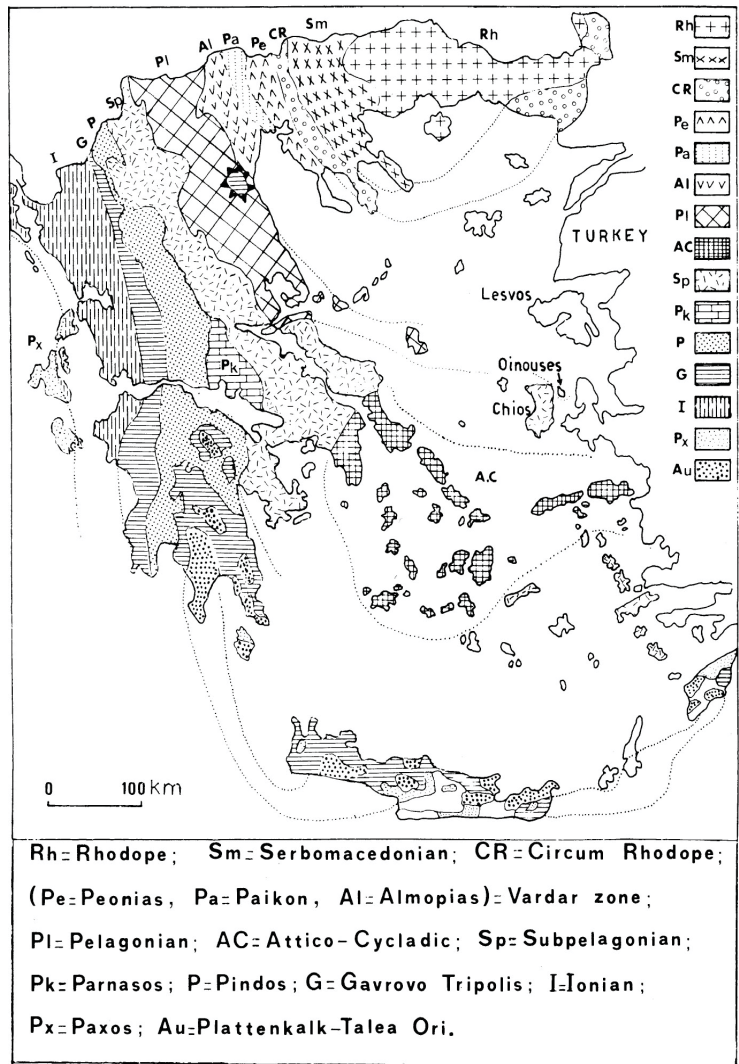 Sm
Rh
Al Pa Pe CR
Pl
Sp
P
G
I
Rh
Sm
CR
Pe
Pa
Al
Pl
AC
Sp
Pk
P
G
I
Px
Au
TURKEY
Lesvos
Oinouses
Chios
Px
Pk
A.C
0 100 km
Rh=Rhodope; Sm=Serbomacedonian; CR=Circum Rhodope;
(Pe=Peonias, Pa=Paikon, Al=Almopias)=Vardar zone;
Pl=Pelagonian; AC=Attico-Cycladic; Sp=Subpelagonian;
Pk=Parnasos; P=Pindos; G=Gavrovo Tripolis; I=Ionian;
Px=Paxos; Au=Plattenkalk-Talea Ori.